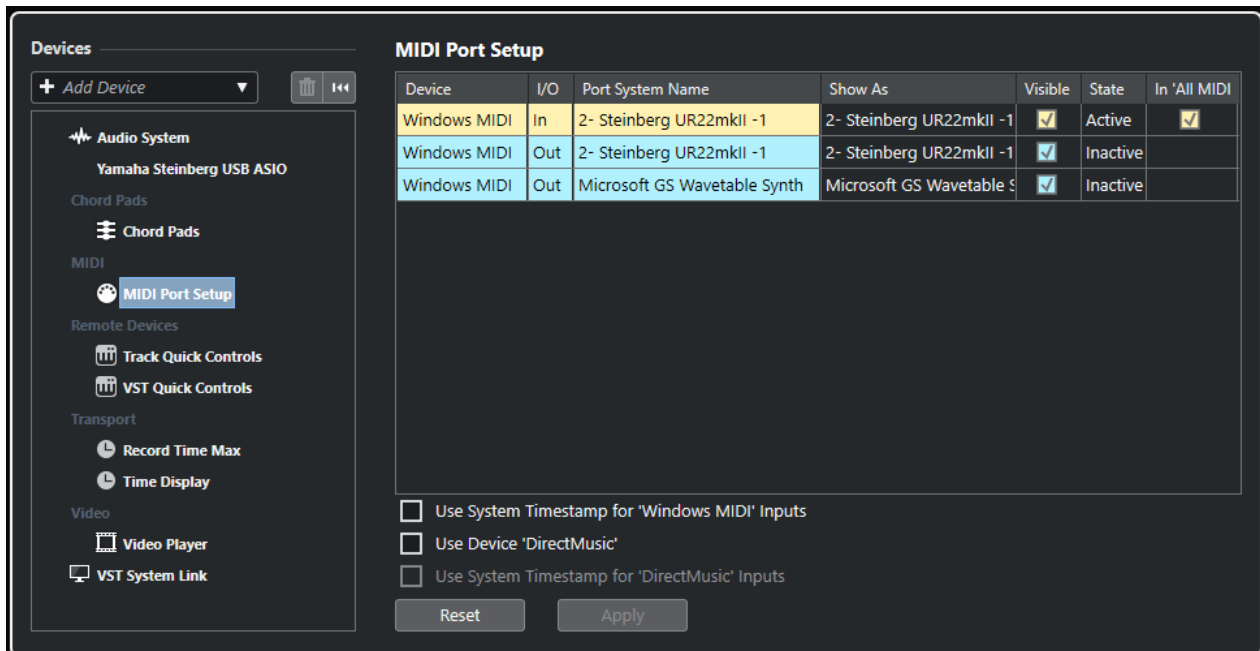 Devices
Add Device
Audio System
Yamaha Steinberg USB ASIO
Chord Pads
Chord Pads
MIDI
MIDI Port Setup
Remote Devices
Track Quick Controls
VST Quick Controls
Transport
Record Time Max
Time Display
Video
Video Player
VST System Link
MIDI Port Setup
Device I/O Port System Name Show As Visible State In 'All MIDI
Windows MIDI In 2- Steinberg UR22mkII -1 2- Steinberg UR22mkII -1 Active
Windows MIDI Out 2- Steinberg UR22mkII -1 2- Steinberg UR22mkII -1 Inactive
Windows MIDI Out Microsoft GS Wavetable Synth Microsoft GS Wavetable S Inactive
Use System Timestamp for 'Windows MIDI' Inputs
Use Device 'DirectMusic'
Use System Timestamp for 'DirectMusic' Inputs
Reset Apply